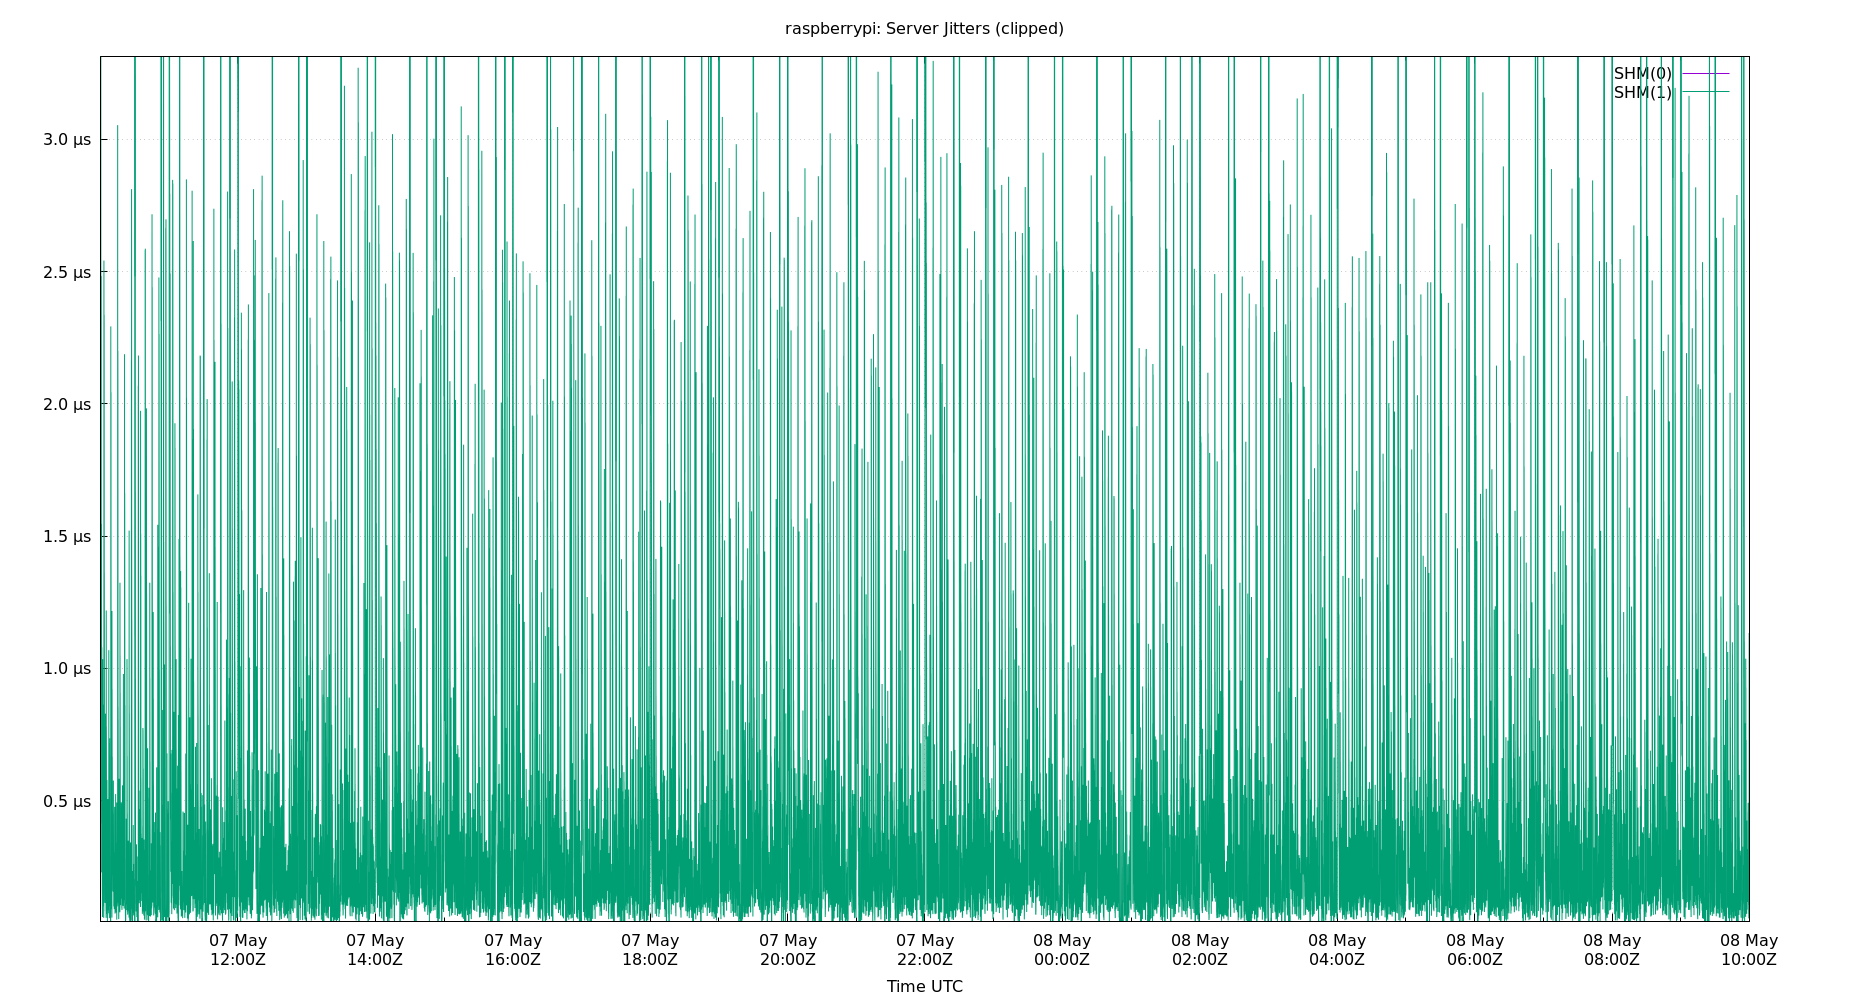 raspberrypi: Server Jitters (clipped)
SHM(0)
SHM(1)
3.0 µs
2.5 µs
2.0 µs
1.5 µs
1.0 µs
0.5 µs
07 May 07 May 07 May 07 May 07 May 07 May 08 May 08 May 08 May 08 May 08 May 08 May
12:00Z 14:00Z 16:00Z 18:00Z 20:00Z 22:00Z 00:00Z 02:00Z 04:00Z 06:00Z 08:00Z 10:00Z
Time UTC